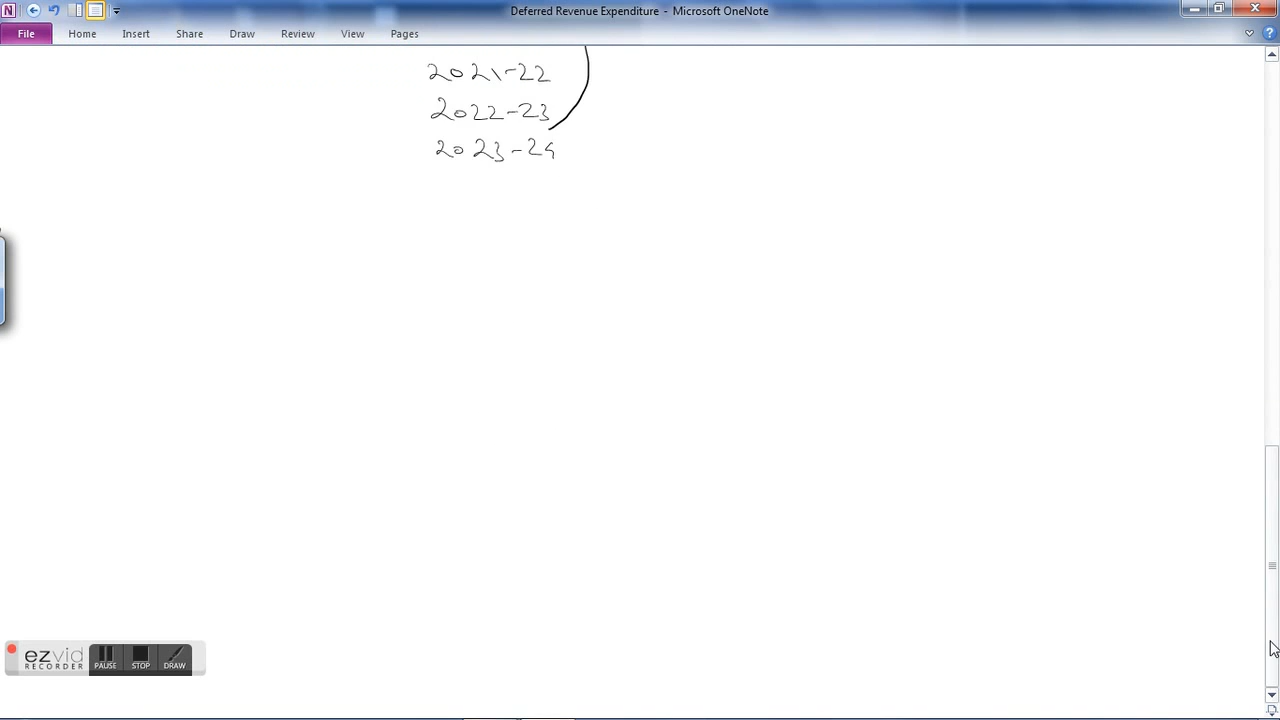 Deferred Revenue Expenditure - Microsoft OneNote
File Home Insert Share Draw Review View Pages
2021-22
2022-23
2023-24
ezvid
RECORDER
PAUSE STOP DRAW